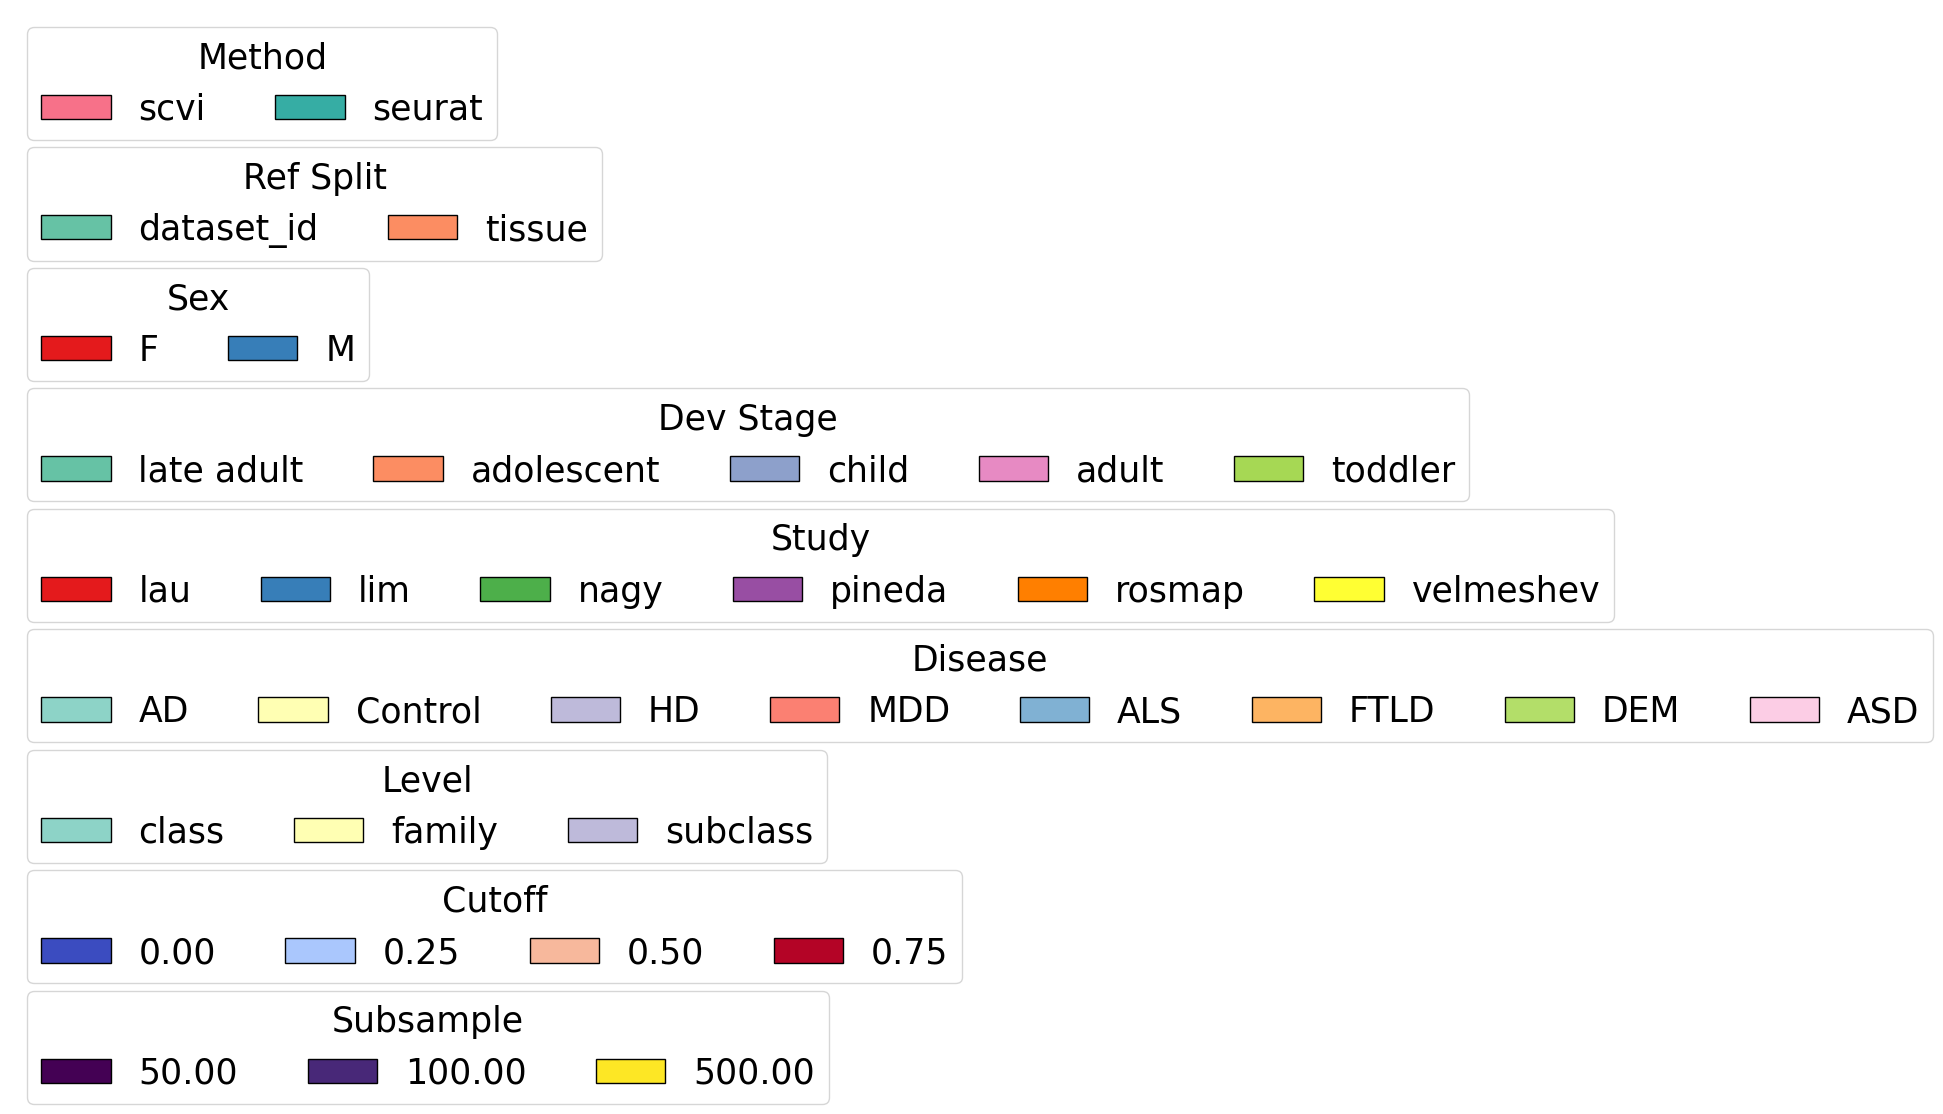 Method
scvi seurat
Ref Split
dataset_id tissue
Sex
F M
Dev Stage
late adult adolescent child adult toddler
Study
lau lim nagy pineda rosmap velmeshev
Disease
AD Control HD MDD ALS FTLD DEM ASD
Level
class family subclass
Cutoff
0.00 0.25 0.50 0.75
Subsample
50.00 100.00 500.00